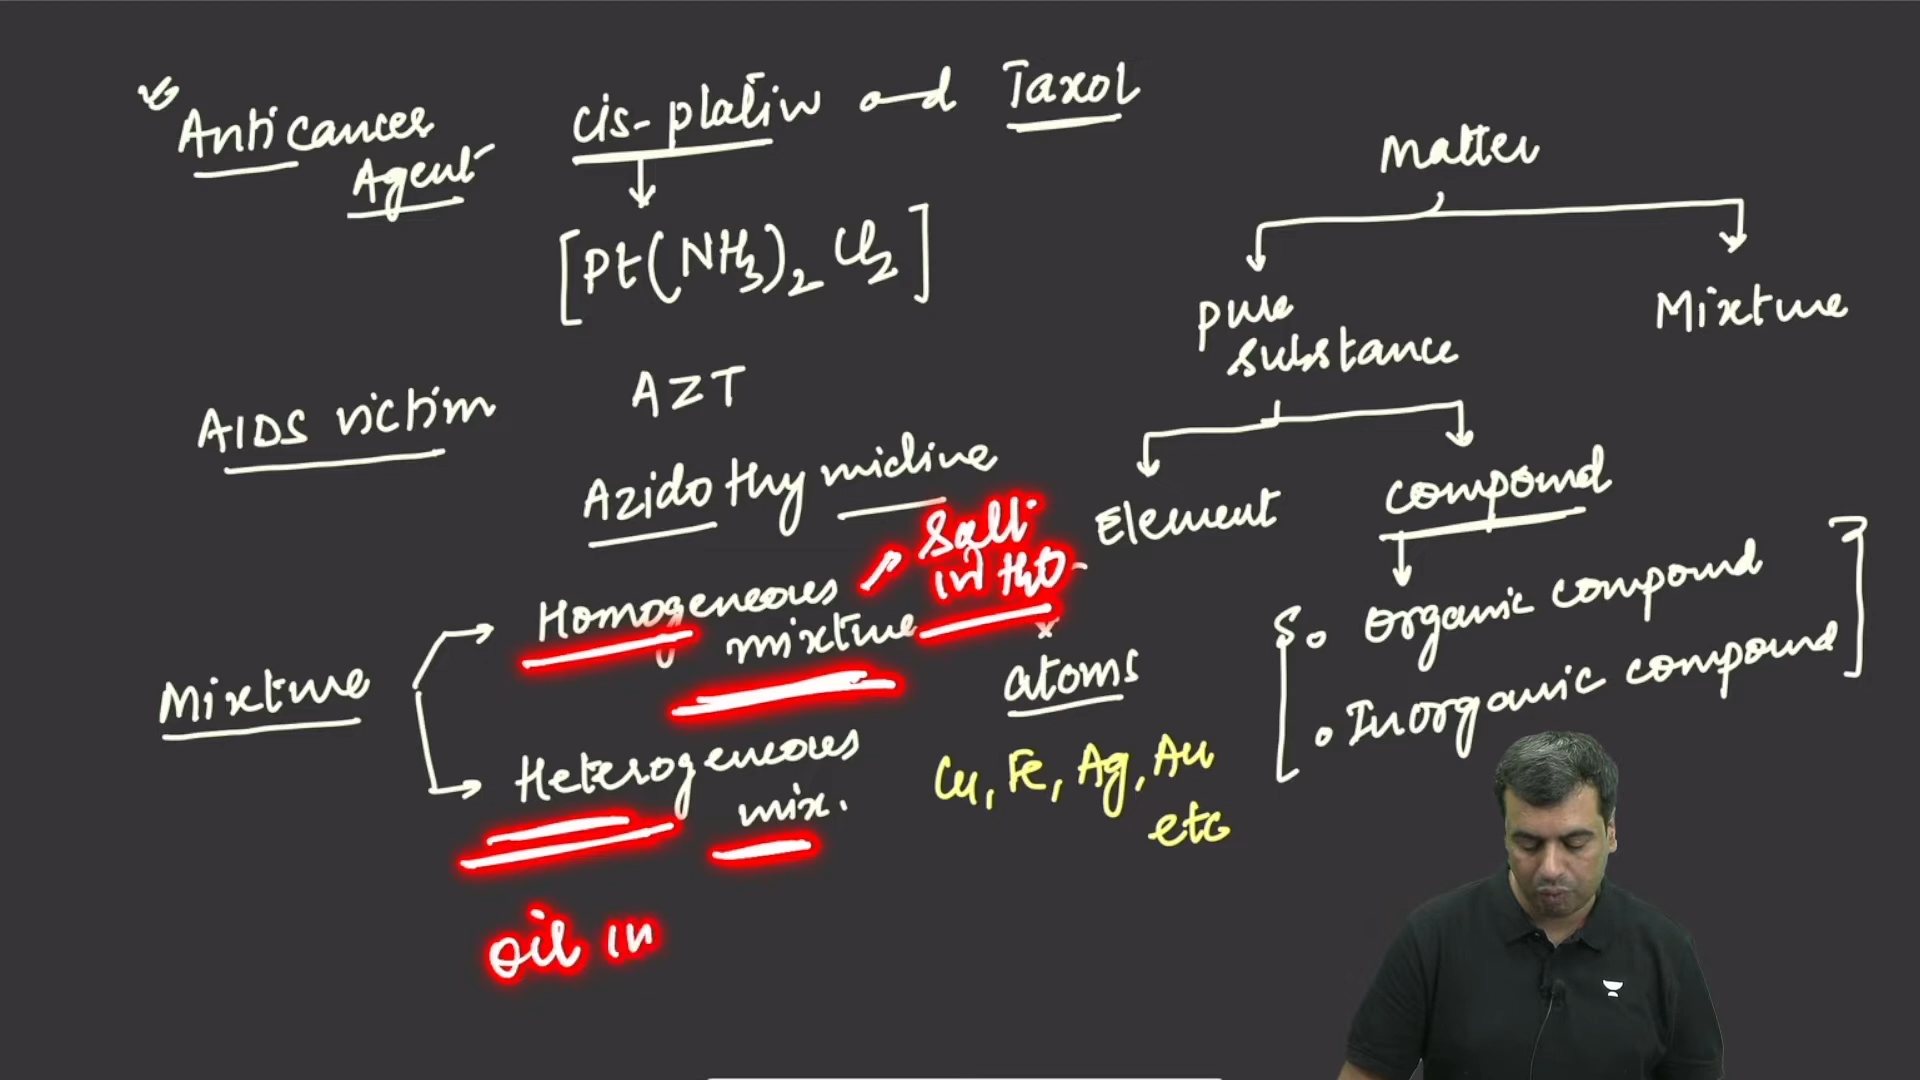 Anticancer cis-platin and Taxol
Agent
[Pt(NH3)2 Cl2]
AIDS victim AZT
Azidothymidine
Matter
pure substance
Mixture
Element
compound
organic compound
Inorganic compound
Mixture
Homogeneous mixture
Salt in H2O
Heterogeneous mix.
oil in
atoms
Cu, Fe, Ag, Au
etc